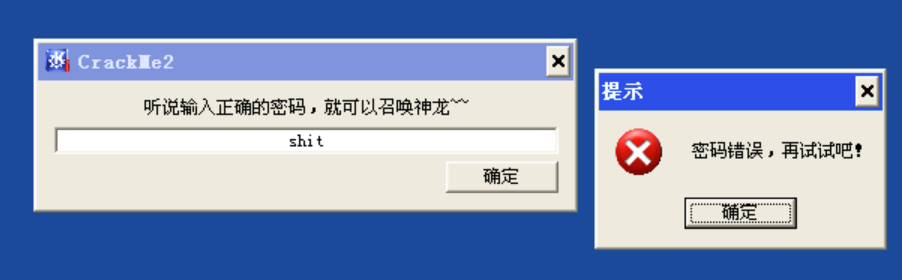 CrackMe2
听说输入正确的密码，就可以召唤神龙~~
shit
确定
提示
密码错误，再试试吧!
确定